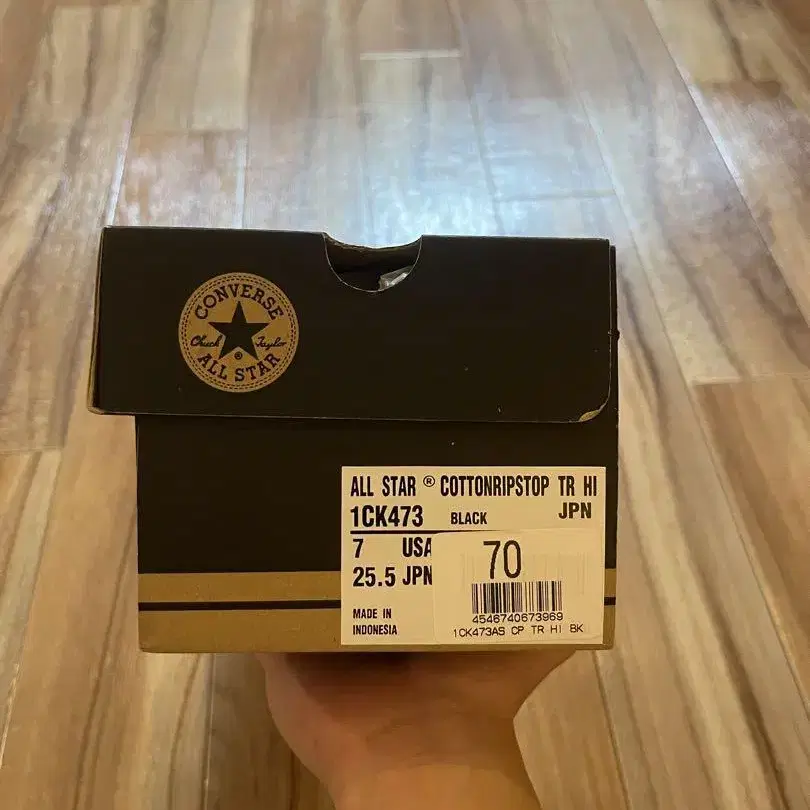 CONVERSE
Chuck Taylor
®
ALL STAR
ALL STAR ® COTTONRIPSTOP TR HI
1CK473 BLACK JPN
7 USA
25.5 JPN
70
MADE IN
INDONESIA
4546740673969
1CK473AS CP TR HI BK